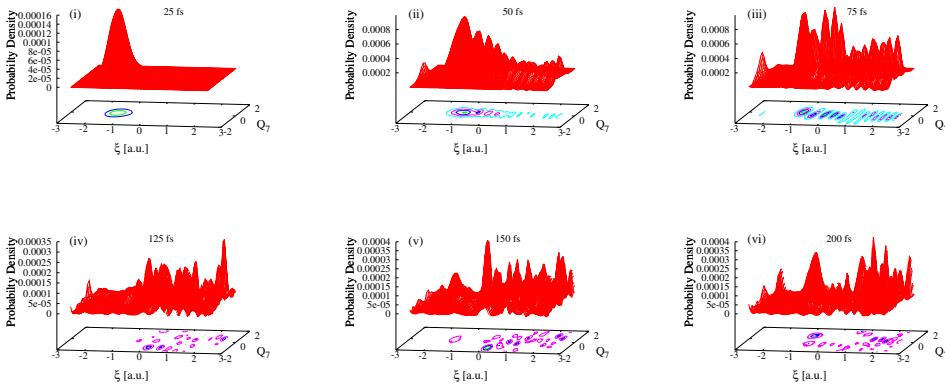 (i) 25 fs
Probability Density
0.00016
0.00014
0.00012
0.0001
8e-05
6e-05
4e-05
2e-05
0
-3 -2 -1 0 1 2 3 -2 0 2
ξ [a.u.]
Q7
(ii) 50 fs
Probability Density
0.0008
0.0006
0.0004
0.0002
-3 -2 -1 0 1 2 3 -2 0 2
ξ [a.u.]
Q7
(iii) 75 fs
Probability Density
0.0008
0.0006
0.0004
0.0002
-3 -2 -1 0 1 2 3 -2 0 2
ξ [a.u.]
Q
(iv) 125 fs
Probability Density
0.00035
0.0003
0.00025
0.0002
0.00015
0.0001
5e-05
0
-3 -2 -1 0 1 2 3 -2 0 2
ξ [a.u.]
Q7
(v) 150 fs
Probability Density
0.0004
0.00035
0.0003
0.00025
0.0002
0.00015
0.0001
5e-05
0
-3 -2 -1 0 1 2 3 -2 0 2
ξ [a.u.]
Q7
(vi) 200 fs
Probability Density
0.0004
0.00035
0.0003
0.00025
0.0002
0.00015
0.0001
5e-05
0
-3 -2 -1 0 1 2 3 -2 0 2
ξ [a.u.]
Q